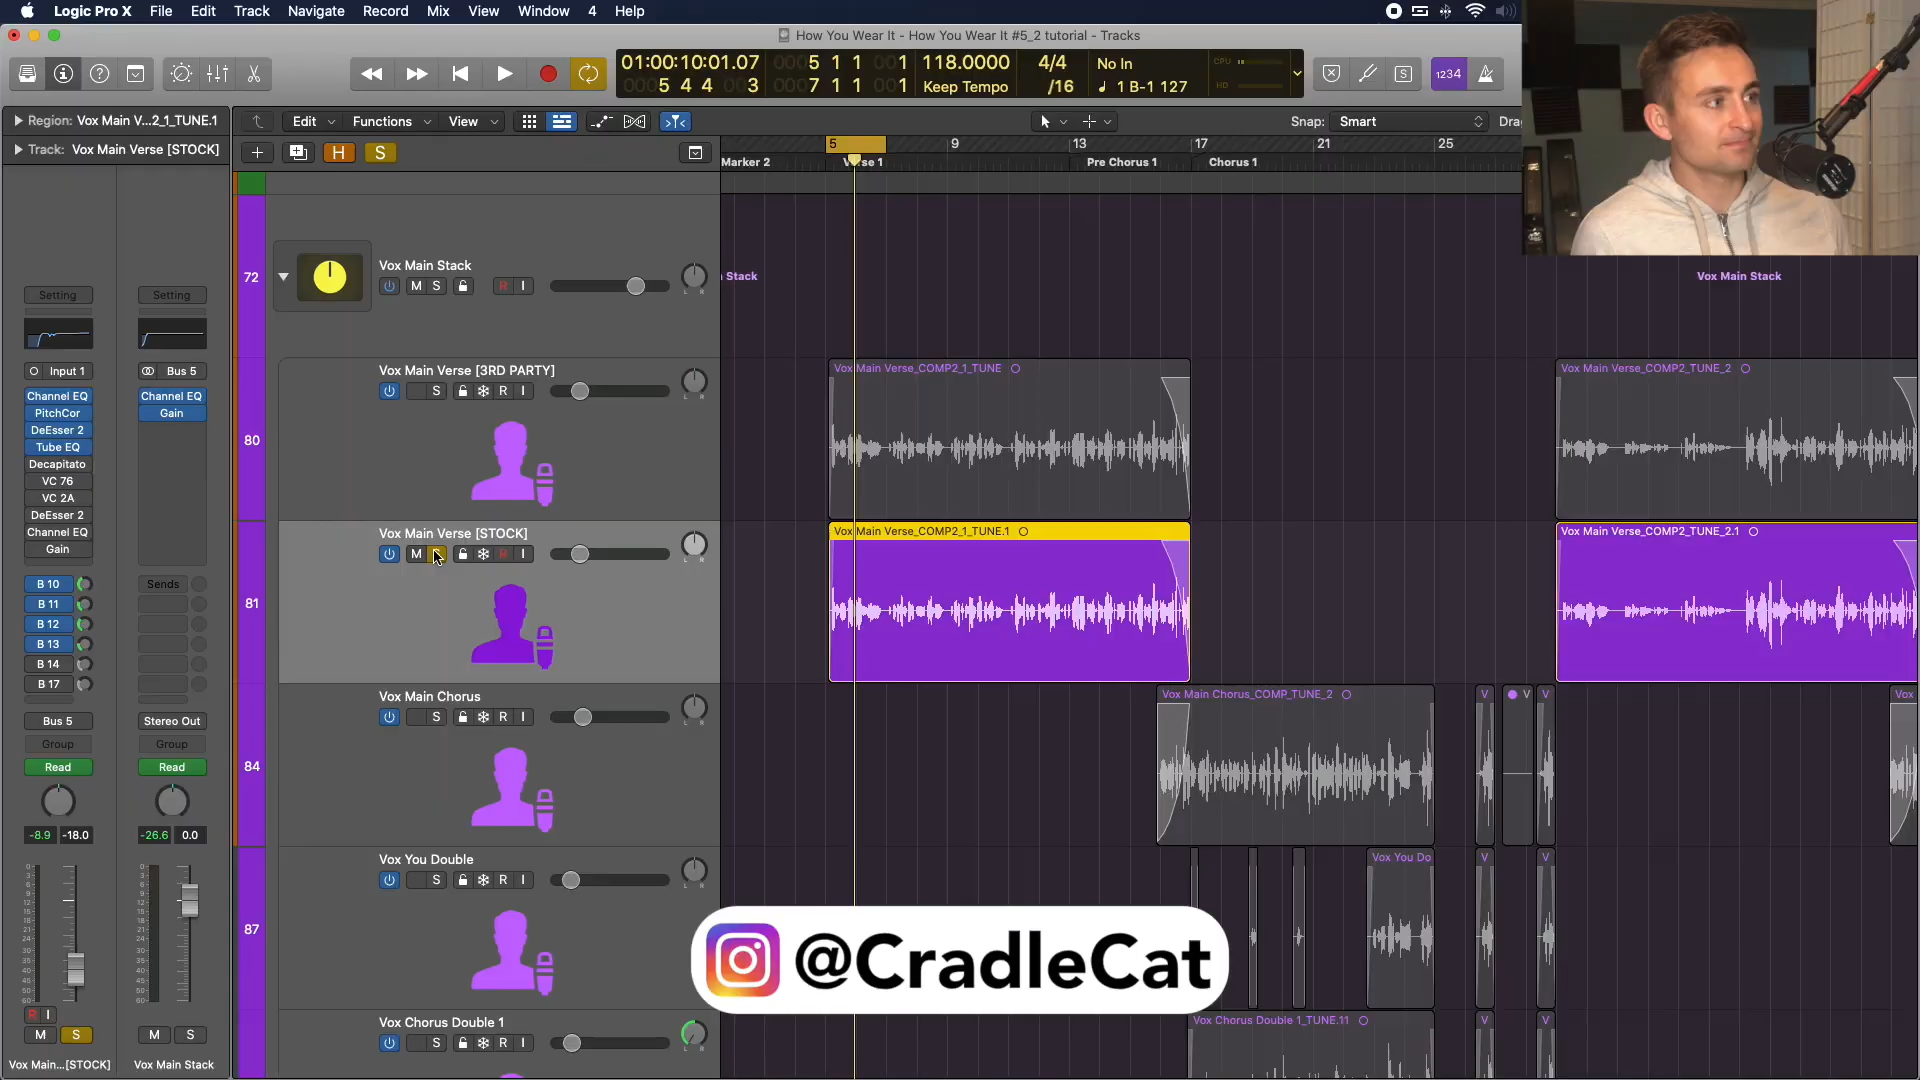 Logic Pro X File Edit Track Navigate Record Mix View Window 4 Help
How You Wear It - How You Wear It #5_2 tutorial - Tracks
01:00:10:01.07
5 4 4 3
0005 1 1 001
0007 1 1 001
118.0000
Keep Tempo
4/4
/16
No In
1 B-1 127
CPU
HD
1234
Region: Vox Main V...2_1_TUNE.1
Track: Vox Main Verse [STOCK]
Edit Functions View
Snap: Smart
Drag
H S
5 9 13 17 21 25
Marker 2 Verse 1 Pre Chorus 1 Chorus 1
72
Vox Main Stack
M S R I
L R
Stack
Vox Main Stack
80
Vox Main Verse [3RD PARTY]
S R I
L R
Vox Main Verse_COMP2_1_TUNE
Vox Main Verse_COMP2_TUNE_2
81
Vox Main Verse [STOCK]
M S R I
L R
Vox Main Verse_COMP2_1_TUNE.1
Vox Main Verse_COMP2_TUNE_2.1
84
Vox Main Chorus
S R I
L R
Vox Main Chorus_COMP_TUNE_2
V V V
Vox
87
Vox You Double
S R I
L R
Vox You Do
V V
Vox Chorus Double 1
S R I
L R
Vox Chorus Double 1_TUNE.11
V V
@CradleCat
Setting Setting
Input 1 Bus 5
Channel EQ Channel EQ
PitchCor Gain
DeEsser 2
Tube EQ
Decapitato
VC 76
VC 2A
DeEsser 2
Channel EQ
Gain
B 10 Sends
B 11
B 12
B 13
B 14
B 17
Bus 5 Stereo Out
Group Group
Read Read
-8.9 -18.0 -26.6 0.0
R I
M S M S
Vox Main...[STOCK] Vox Main Stack